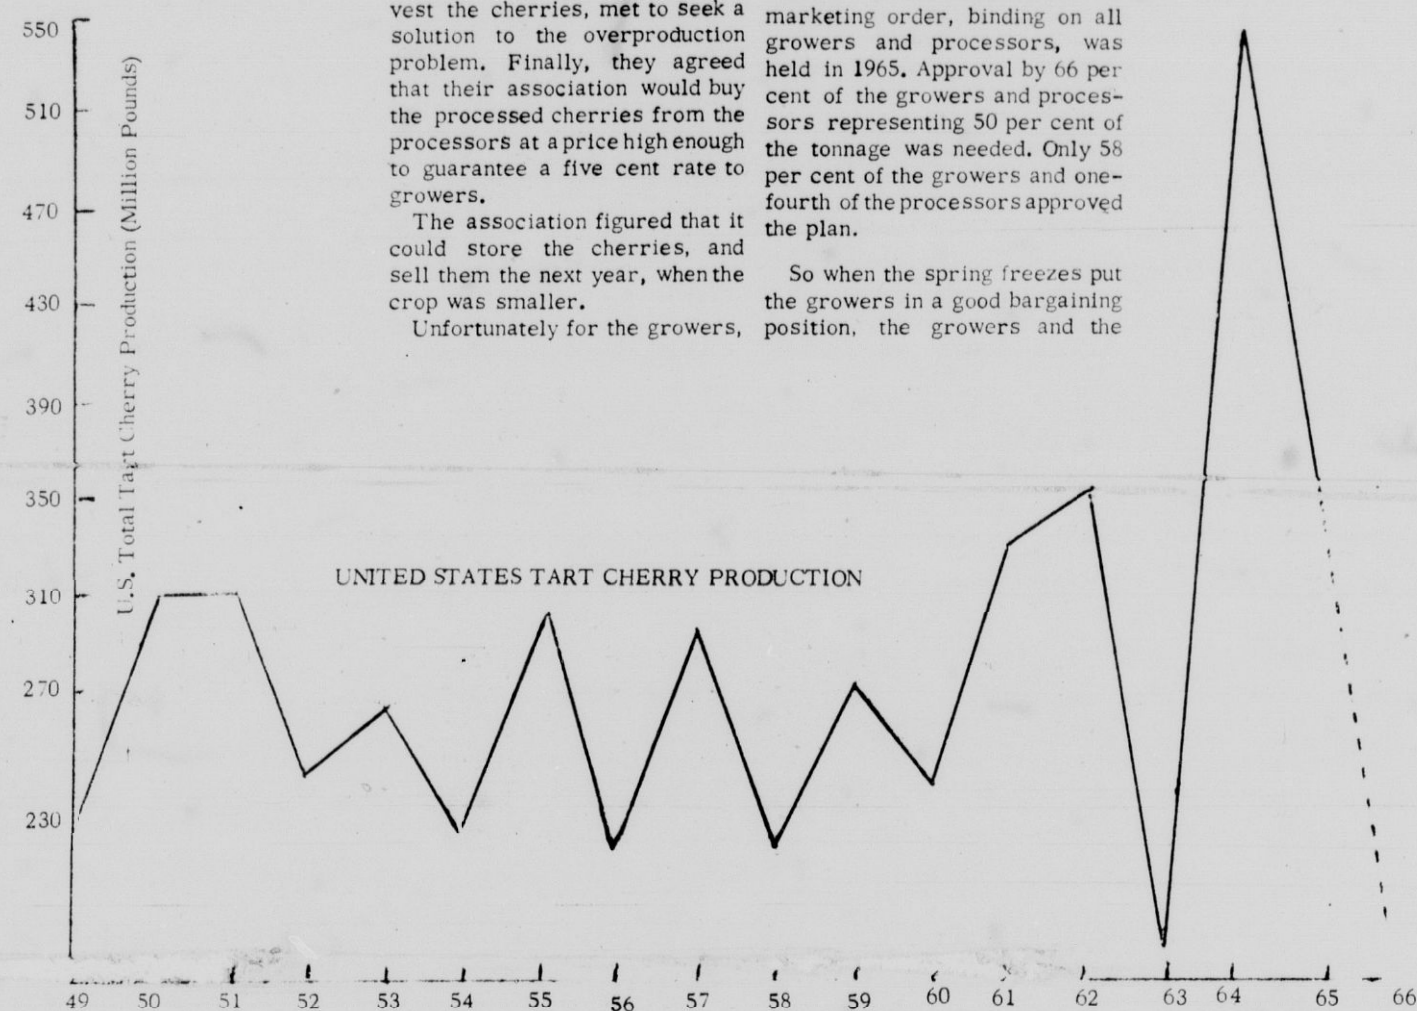 vest the cherries, met to seek a
solution to the overproduction
problem. Finally, they agreed
that their association would buy
the processed cherries from the
processors at a price high enough
to guarantee a five cent rate to
growers.
The association figured that it
could store the cherries, and
sell them the next year, when the
crop was smaller.
Unfortunately for the growers,
marketing order, binding on all
growers and processors, was
held in 1965. Approval by 66 per
cent of the growers and proces-
sors representing 50 per cent of
the tonnage was needed. Only 58
per cent of the growers and one-
fourth of the processors approved
the plan.
So when the spring freezes put
the growers in a good bargaining
position, the growers and the
UNITED STATES TART CHERRY PRODUCTION
U.S. Total Tart Cherry Production (Million Pounds)
550
510
470
430
390
350
310
270
230
49 50 51 52 53 54 55 56 57 58 59 60 61 62 63 64 65 66